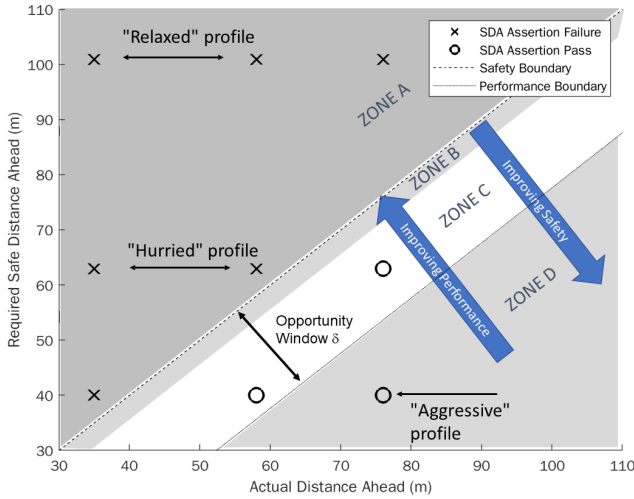 110
100
90
80
70
60
50
40
30
30
40
50
60
70
80
90
100
110
Required Safe Distance Ahead (m)
Actual Distance Ahead (m)
"Relaxed" profile
SDA Assertion Failure
SDA Assertion Pass
Safety Boundary
Performance Boundary
ZONE A
ZONE B
ZONE C
ZONE D
Improving Safety
Improving Performance
"Hurried" profile
Opportunity
Window δ
"Aggressive"
profile